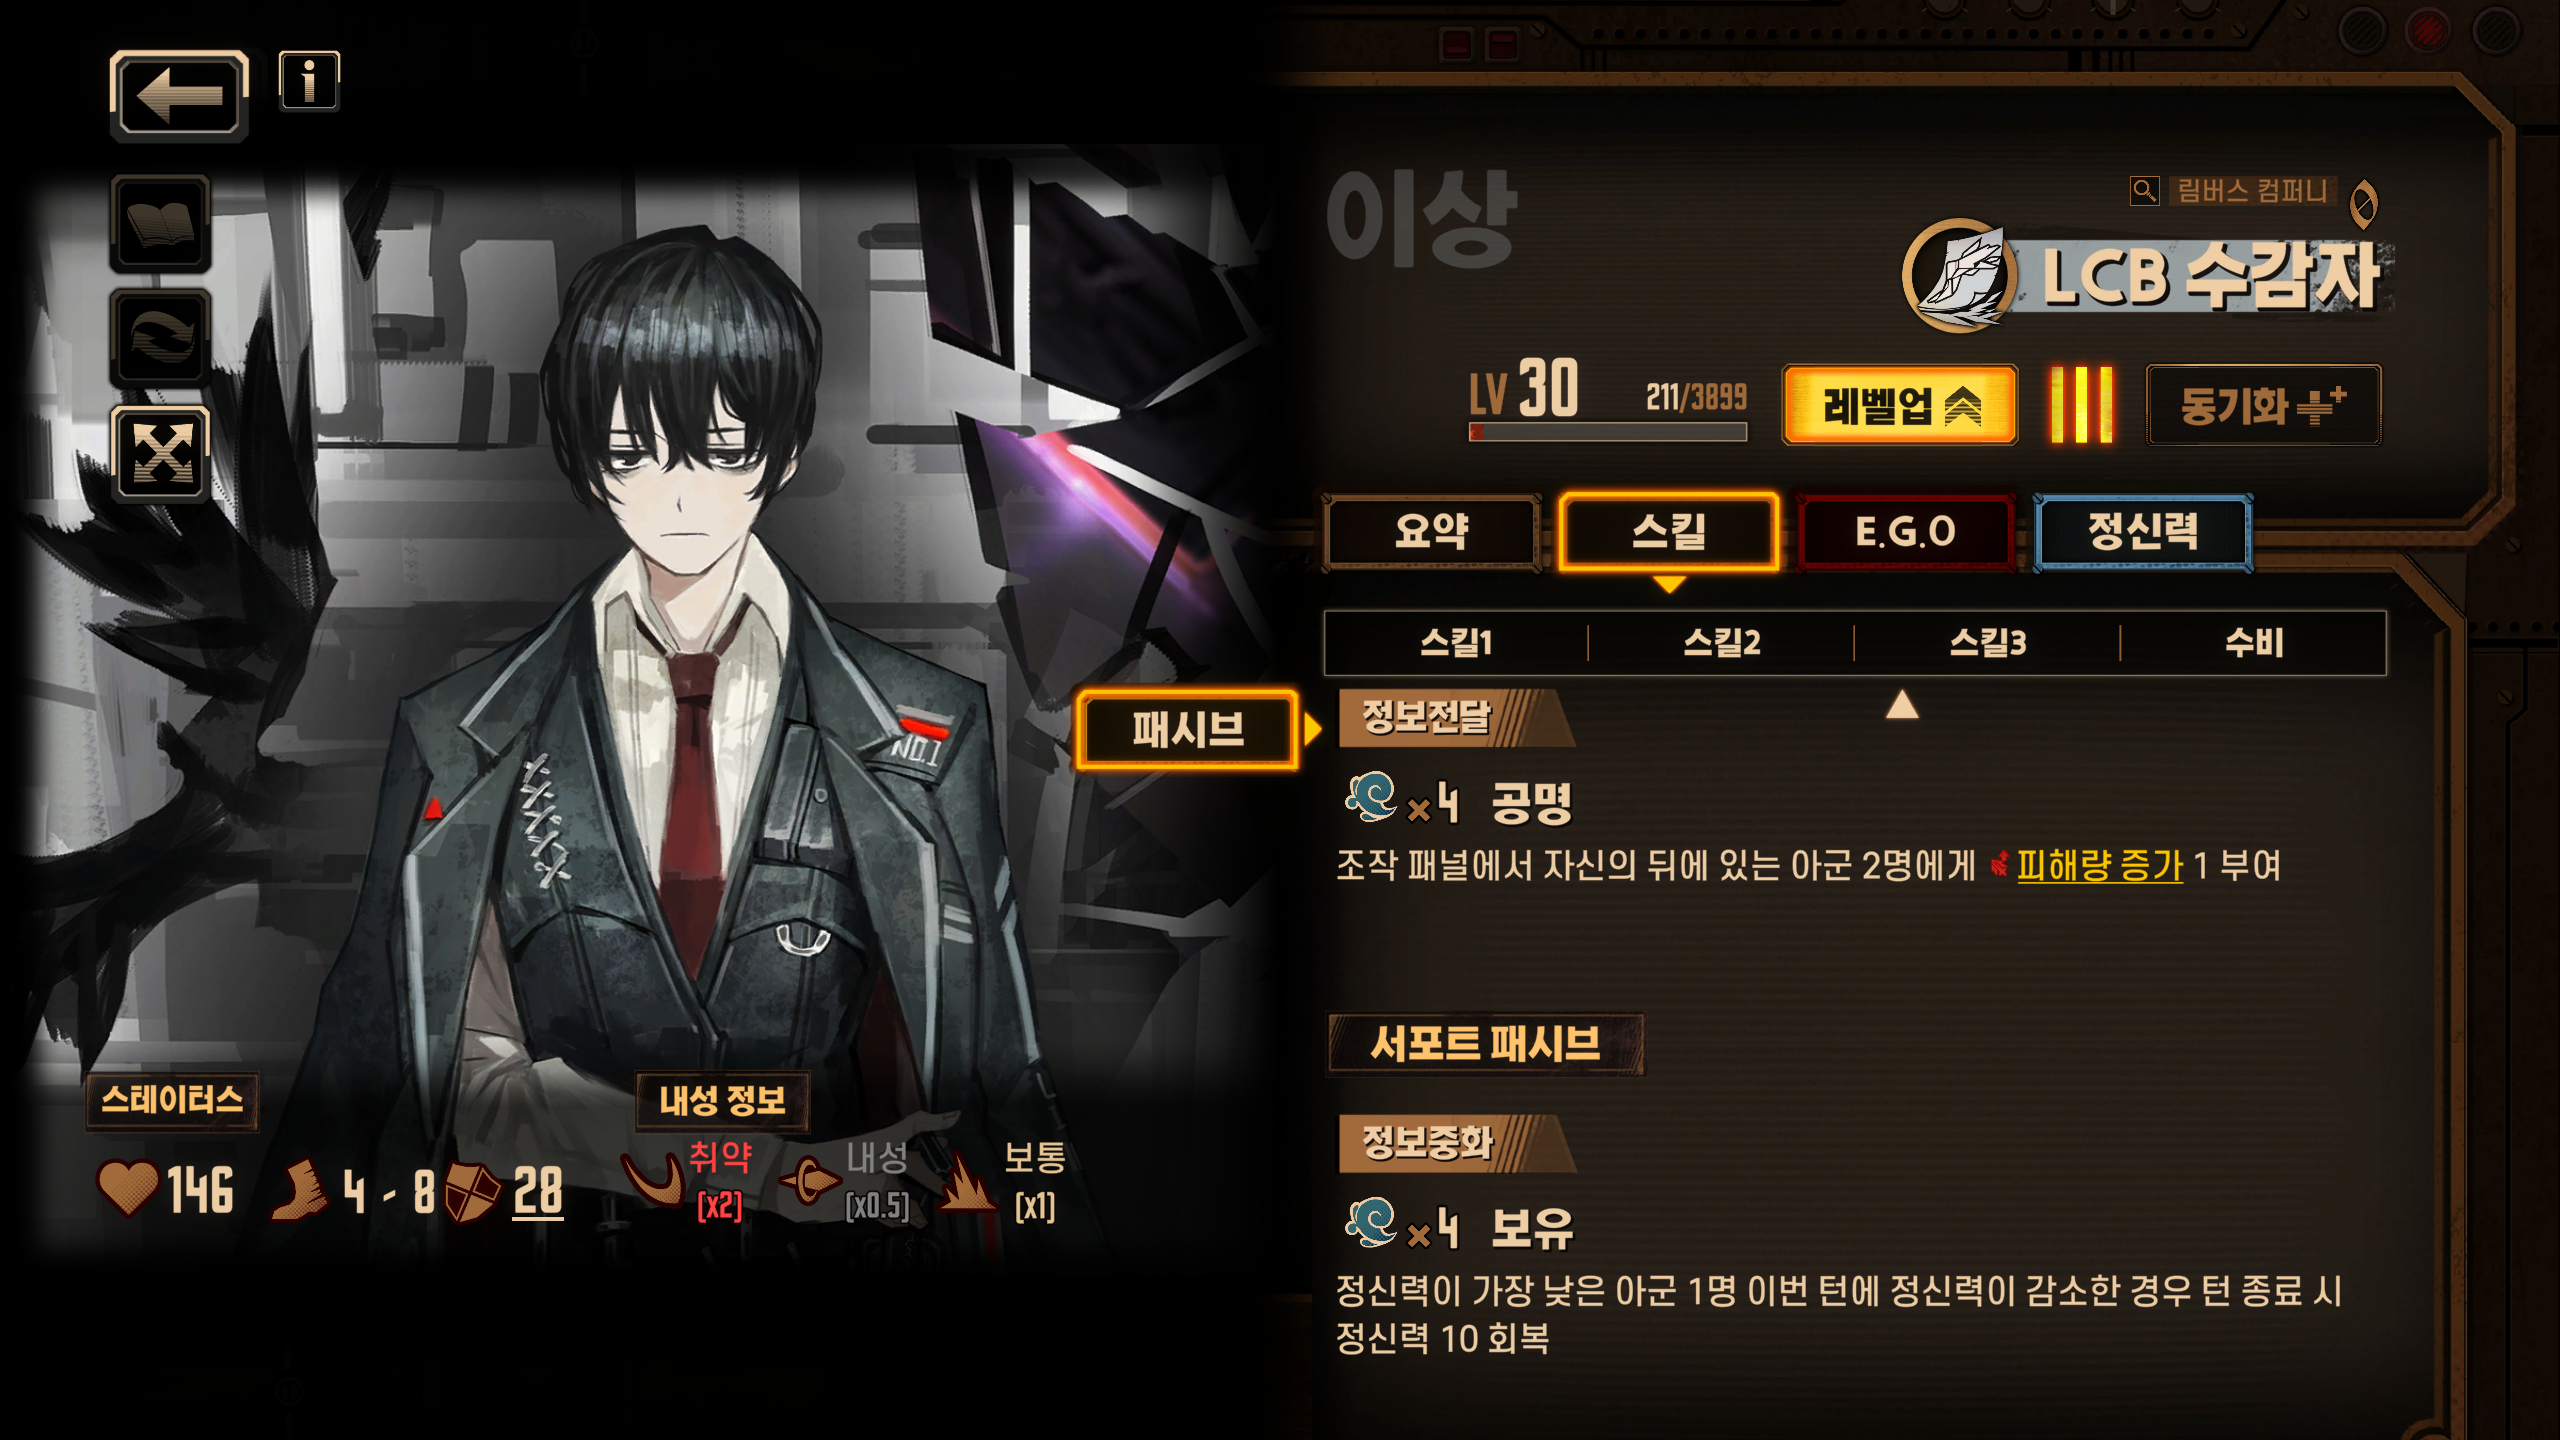 이상
림버스 컴퍼니
LCB 수감자
LV 30
211/3899
레벨업
동기화
요약
스킬
E.G.O
정신력
스킬1
스킬2
스킬3
수비
패시브
정보전달
×4 공명
조작 패널에서 자신의 뒤에 있는 아군 2명에게 피해량 증가 1 부여
서포트 패시브
정보중화
×4 보유
정신력이 가장 낮은 아군 1명 이번 턴에 정신력이 감소한 경우 턴 종료 시
정신력 10 회복
NO.1
스테이터스
146
4 - 8
28
내성 정보
취약
[x2]
내성
[x0.5]
보통
[x1]